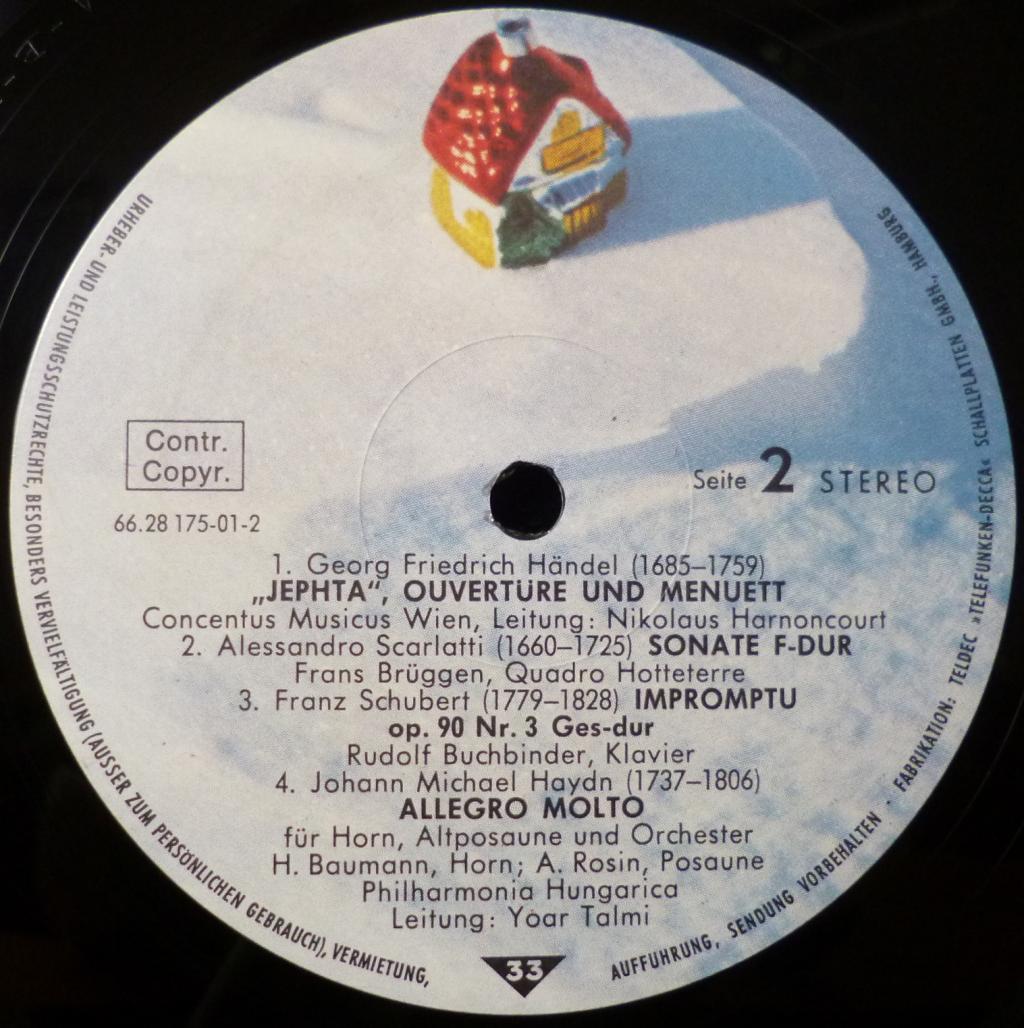 URHEBER- UND LEISTUNGSSCHUTZRECHTE, BESONDERS VERVIELFÄLTIGUNG (AUSSER ZUM PERSÖNLICHEN GEBRAUCH), VERMIETUNG,
AUFFÜHRUNG, SENDUNG VORBEHALTEN · FABRIKATION: TELDEC »TELEFUNKEN-DECCA« SCHALLPLATTEN GMBH., HAMBURG
Contr.
Copyr.
66.28 175-01-2
Seite 2 STEREO
1. Georg Friedrich Händel (1685–1759)
„JEPHTA“, OUVERTÜRE UND MENUETT
Concentus Musicus Wien, Leitung: Nikolaus Harnoncourt
2. Alessandro Scarlatti (1660–1725) SONATE F-DUR
Frans Brüggen, Quadro Hotteterre
3. Franz Schubert (1779–1828) IMPROMPTU
op. 90 Nr. 3 Ges-dur
Rudolf Buchbinder, Klavier
4. Johann Michael Haydn (1737–1806)
ALLEGRO MOLTO
für Horn, Altposaune und Orchester
H. Baumann, Horn; A. Rosin, Posaune
Philharmonia Hungarica
Leitung: Yoar Talmi
33